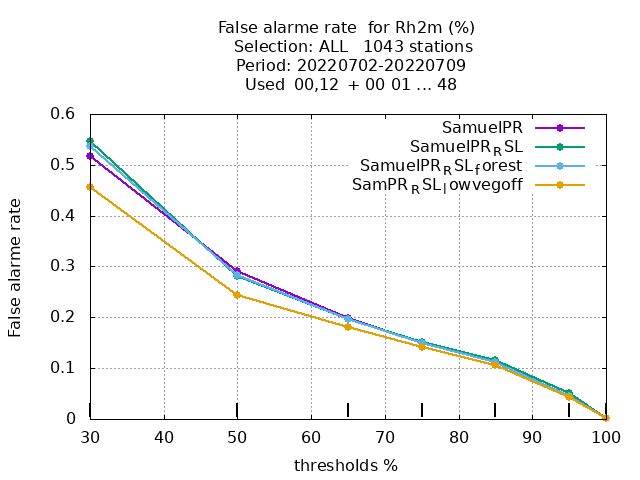 False alarme rate  for Rh2m (%)
Selection: ALL   1043 stations
Period: 20220702-20220709
Used  00,12  + 00 01 ... 48
SamuelPR
SamuelPR_RSL
SamuelPR_RSL_forest
SamPR_RSL_lowvegoff
False alarme rate
0.6
0.5
0.4
0.3
0.2
0.1
0
30 40 50 60 70 80 90 100
thresholds %